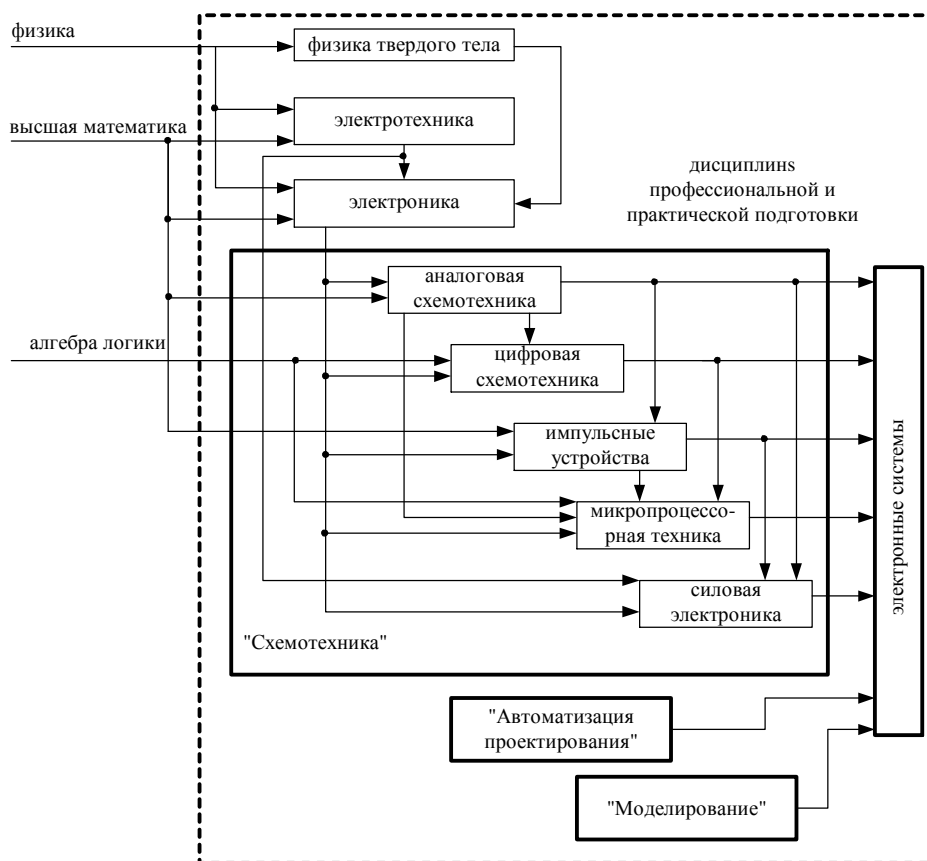 физика
физика твердого тела
высшая математика
электротехника
дисциплинs
профессиональной и
практической подготовки
электроника
аналоговая
схемотехника
алгебра логики
цифровая
схемотехника
импульсные
устройства
микропроцессо-
рная техника
силовая
электроника
"Схемотехника"
электронные системы
"Автоматизация
проектирования"
"Моделирование"